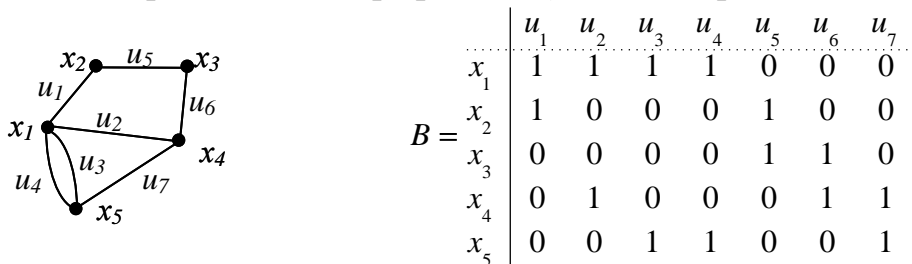 x2 u5 x3
u1 u6
x1 u2
x4
u4 u3 u7
x5
B =
u1 u2 u3 u4 u5 u6 u7
x1 1 1 1 1 0 0 0
x2 1 0 0 0 1 0 0
x3 0 0 0 0 1 1 0
x4 0 1 0 0 0 1 1
x5 0 0 1 1 0 0 1